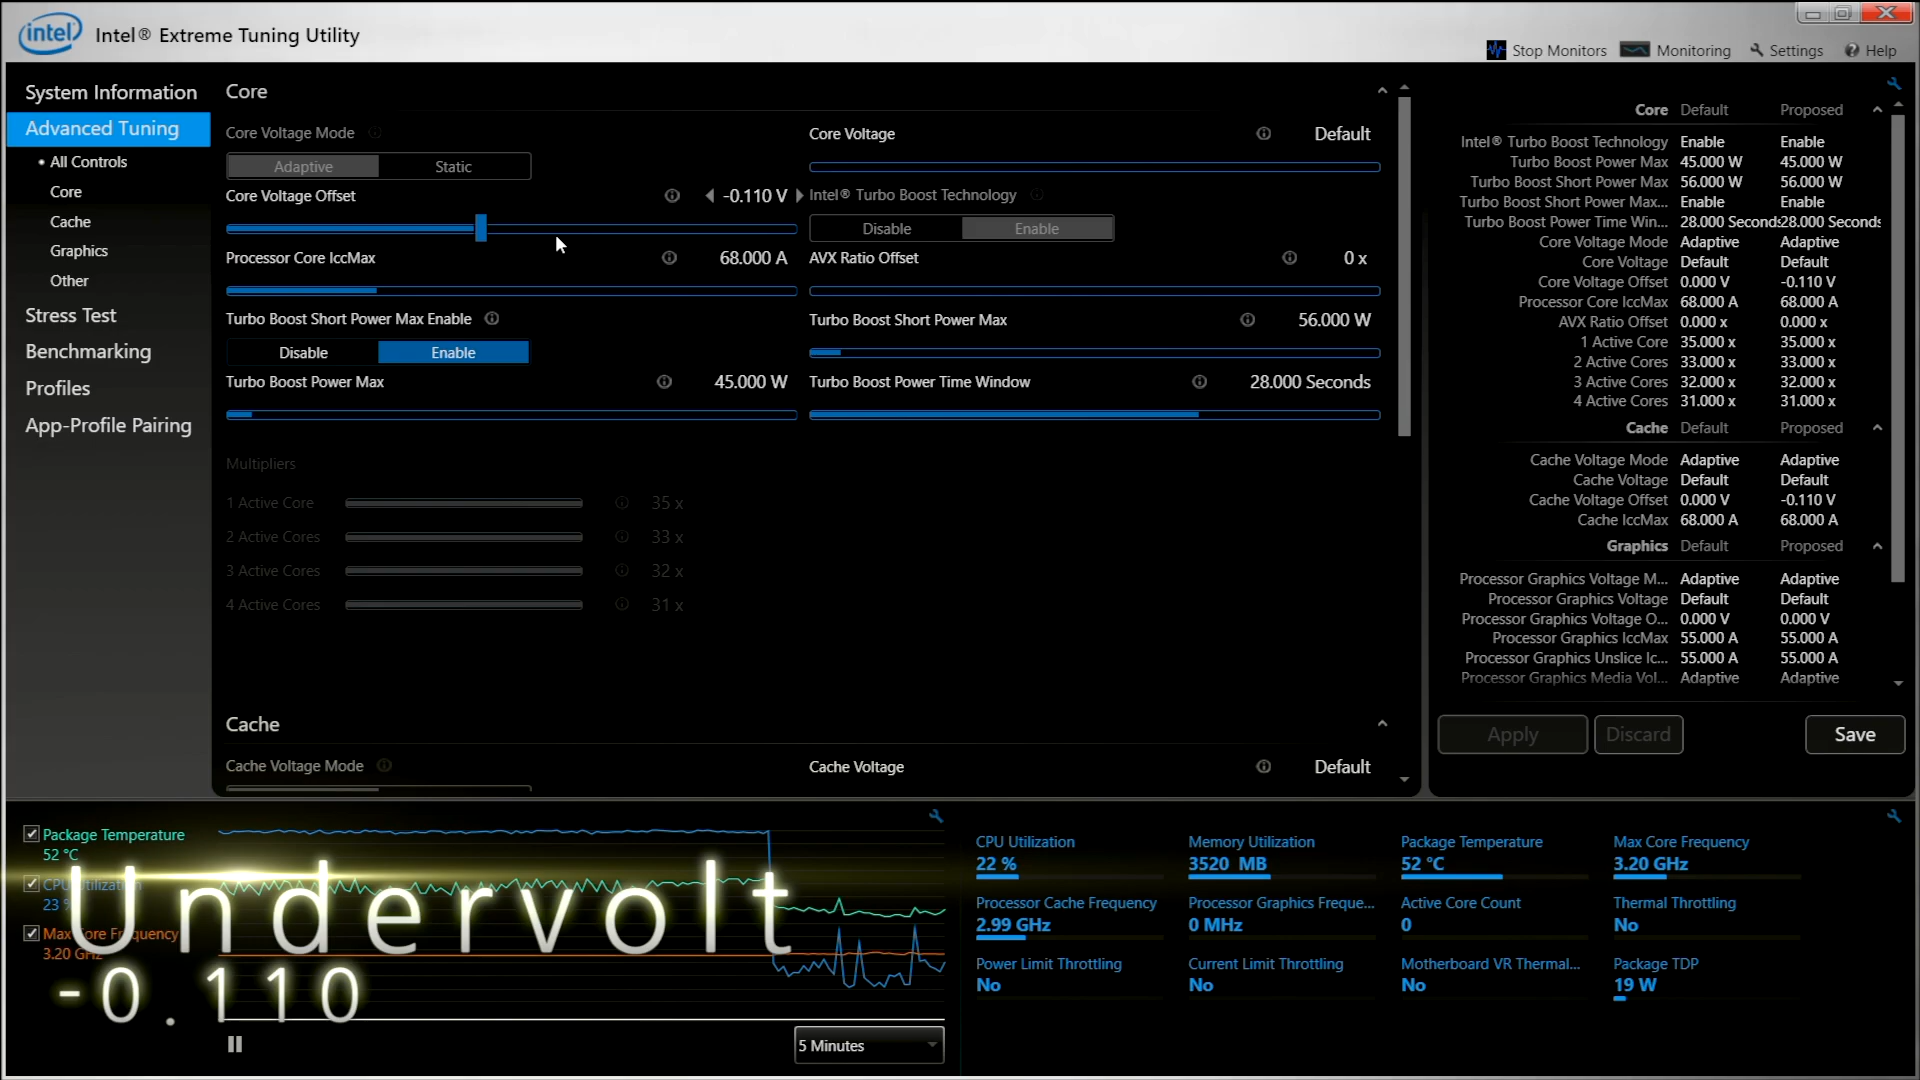 intel Intel® Extreme Tuning Utility
Stop Monitors Monitoring Settings Help
System Information
Advanced Tuning
• All Controls
Core
Cache
Graphics
Other
Stress Test
Benchmarking
Profiles
App-Profile Pairing
Core
Core Voltage Mode
Adaptive Static
Core Voltage Default
Core Voltage Offset -0.110 V
Intel® Turbo Boost Technology
Disable Enable
Processor Core IccMax 68.000 A
AVX Ratio Offset 0 x
Turbo Boost Short Power Max Enable
Disable Enable
Turbo Boost Short Power Max 56.000 W
Turbo Boost Power Max 45.000 W
Turbo Boost Power Time Window 28.000 Seconds
Multipliers
1 Active Core 35 x
2 Active Cores 33 x
3 Active Cores 32 x
4 Active Cores 31 x
Cache
Cache Voltage Mode
Cache Voltage Default
Core Default Proposed
Intel® Turbo Boost Technology Enable Enable
Turbo Boost Power Max 45.000 W 45.000 W
Turbo Boost Short Power Max 56.000 W 56.000 W
Turbo Boost Short Power Max... Enable Enable
Turbo Boost Power Time Win... 28.000 Seconds 28.000 Seconds
Core Voltage Mode Adaptive Adaptive
Core Voltage Default Default
Core Voltage Offset 0.000 V -0.110 V
Processor Core IccMax 68.000 A 68.000 A
AVX Ratio Offset 0.000 x 0.000 x
1 Active Core 35.000 x 35.000 x
2 Active Cores 33.000 x 33.000 x
3 Active Cores 32.000 x 32.000 x
4 Active Cores 31.000 x 31.000 x
Cache Default Proposed
Cache Voltage Mode Adaptive Adaptive
Cache Voltage Default Default
Cache Voltage Offset 0.000 V -0.110 V
Cache IccMax 68.000 A 68.000 A
Graphics Default Proposed
Processor Graphics Voltage M... Adaptive Adaptive
Processor Graphics Voltage Default Default
Processor Graphics Voltage O... 0.000 V 0.000 V
Processor Graphics IccMax 55.000 A 55.000 A
Processor Graphics Unslice Ic... 55.000 A 55.000 A
Processor Graphics Media Vol... Adaptive Adaptive
Apply Discard Save
Package Temperature
52 °C
CPU Utilization
23 %
Max Core Frequency
3.20 GHz
Undervolt
-0.110
5 Minutes
CPU Utilization
22 %
Memory Utilization
3520 MB
Package Temperature
52 °C
Max Core Frequency
3.20 GHz
Processor Cache Frequency
2.99 GHz
Processor Graphics Freque...
0 MHz
Active Core Count
0
Thermal Throttling
No
Power Limit Throttling
No
Current Limit Throttling
No
Motherboard VR Thermal...
No
Package TDP
19 W